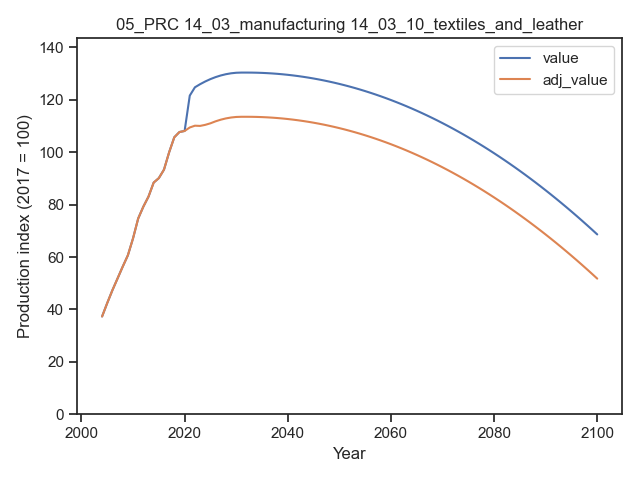 05_PRC 14_03_manufacturing 14_03_10_textiles_and_leather
140
120
100
80
60
40
20
0
Production index (2017 = 100)
value
adj_value
2000
2020
2040
2060
2080
2100
Year